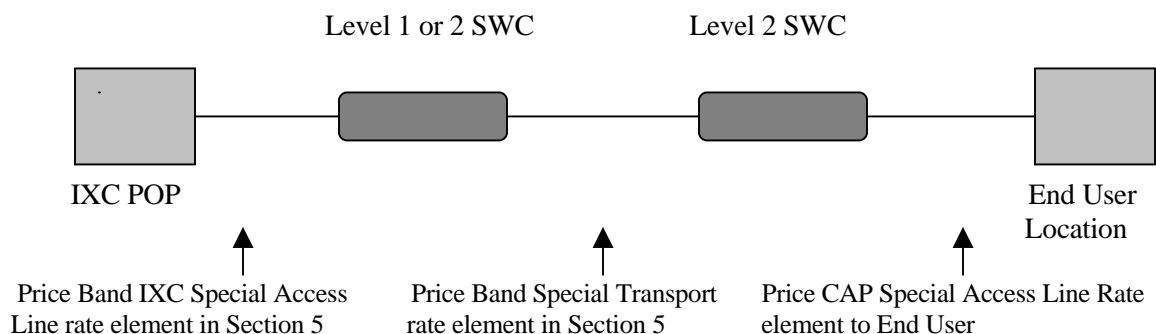 Level 1 or 2 SWC
Level 2 SWC
IXC POP
End User
Location
Price Band IXC Special Access
Line rate element in Section 5
Price Band Special Transport
rate element in Section 5
Price CAP Special Access Line Rate
element to End User